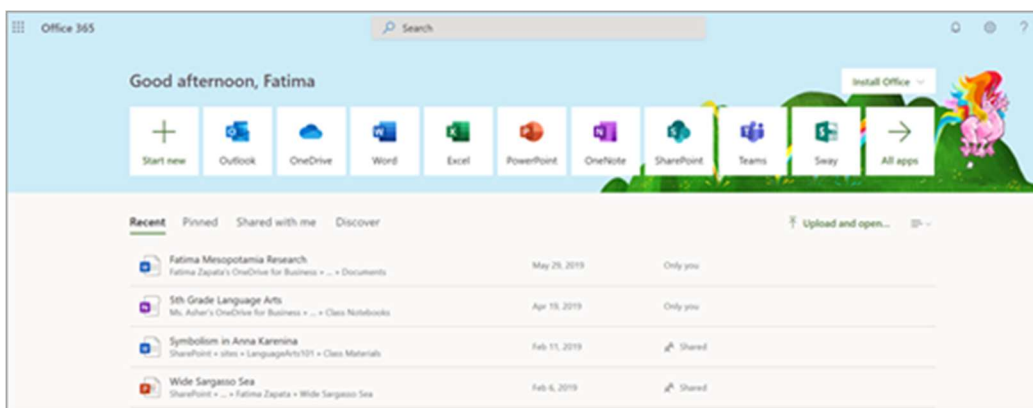 Office 365
Search
?
Good afternoon, Fatima
Install Office
Start new Outlook OneDrive Word Excel PowerPoint OneNote SharePoint Teams Sway All apps
Recent Pinned Shared with me Discover
Upload and open...
Fatima Mesopotamia Research
May 29, 2019 Only you
Fatima Zapata's OneDrive for Business » ... » Documents
5th Grade Language Arts
Apr 19, 2019 Only you
Ms. Asher's OneDrive for Business » ... » Class Notebooks
Symbolism in Anna Karenina
Feb 11, 2019 Shared
SharePoint » sites » LanguageArts101 » Class Materials
Wide Sargasso Sea
Feb 6, 2019 Shared
SharePoint » ... » Fatima Zapata » Wide Sargasso Sea